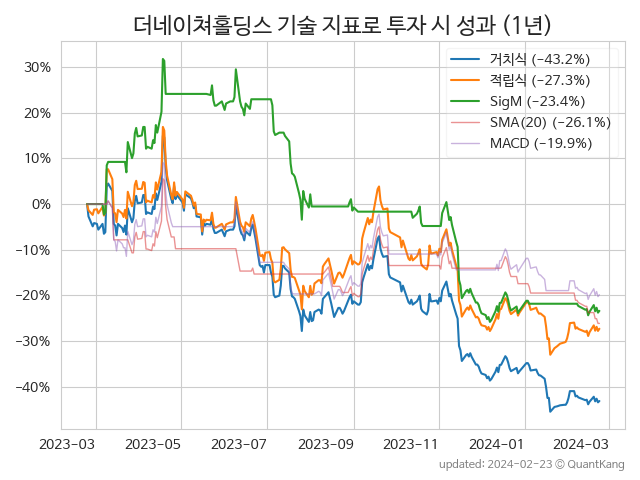 더네이쳐홀딩스 기술 지표로 투자 시 성과 (1년)
거치식 (−43.2%)
적립식 (−27.3%)
SigM (−23.4%)
SMA(20) (−26.1%)
MACD (−19.9%)
30%
20%
10%
0%
−10%
−20%
−30%
−40%
2023-03 2023-05 2023-07 2023-09 2023-11 2024-01 2024-03
updated: 2024-02-23 ⓒ QuantKang